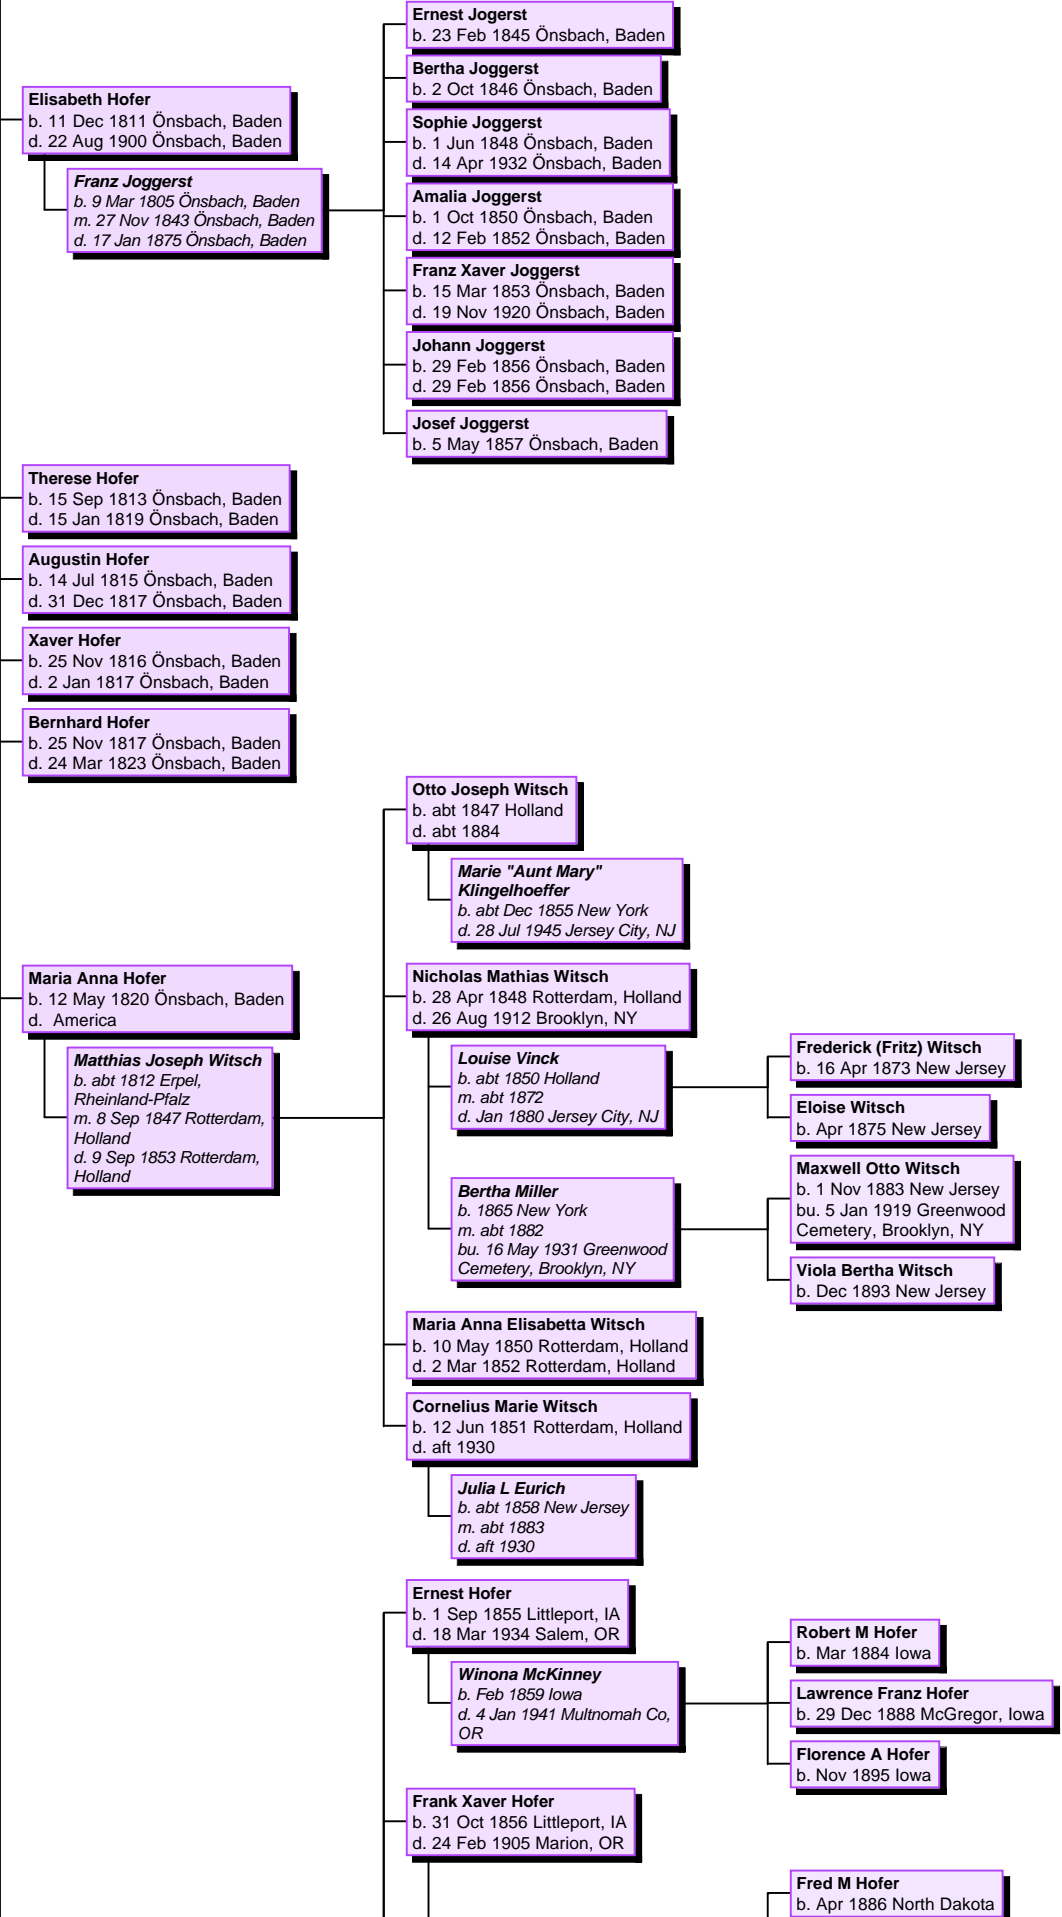 Ernest Jogerst
b. 23 Feb 1845 Önsbach, Baden
Bertha Joggerst
b. 2 Oct 1846 Önsbach, Baden
Elisabeth Hofer
b. 11 Dec 1811 Önsbach, Baden
d. 22 Aug 1900 Önsbach, Baden
Sophie Joggerst
b. 1 Jun 1848 Önsbach, Baden
d. 14 Apr 1932 Önsbach, Baden
Franz Joggerst
b. 9 Mar 1805 Önsbach, Baden
m. 27 Nov 1843 Önsbach, Baden
d. 17 Jan 1875 Önsbach, Baden
Amalia Joggerst
b. 1 Oct 1850 Önsbach, Baden
d. 12 Feb 1852 Önsbach, Baden
Franz Xaver Joggerst
b. 15 Mar 1853 Önsbach, Baden
d. 19 Nov 1920 Önsbach, Baden
Johann Joggerst
b. 29 Feb 1856 Önsbach, Baden
d. 29 Feb 1856 Önsbach, Baden
Josef Joggerst
b. 5 May 1857 Önsbach, Baden
Therese Hofer
b. 15 Sep 1813 Önsbach, Baden
d. 15 Jan 1819 Önsbach, Baden
Augustin Hofer
b. 14 Jul 1815 Önsbach, Baden
d. 31 Dec 1817 Önsbach, Baden
Xaver Hofer
b. 25 Nov 1816 Önsbach, Baden
d. 2 Jan 1817 Önsbach, Baden
Bernhard Hofer
b. 25 Nov 1817 Önsbach, Baden
d. 24 Mar 1823 Önsbach, Baden
Otto Joseph Witsch
b. abt 1847 Holland
d. abt 1884
Marie "Aunt Mary"
Klingelhoeffer
b. abt Dec 1855 New York
d. 28 Jul 1945 Jersey City, NJ
Maria Anna Hofer
b. 12 May 1820 Önsbach, Baden
d.  America
Matthias Joseph Witsch
b. abt 1812 Erpel,
Rheinland-Pfalz
m. 8 Sep 1847 Rotterdam,
Holland
d. 9 Sep 1853 Rotterdam,
Holland
Nicholas Mathias Witsch
b. 28 Apr 1848 Rotterdam, Holland
d. 26 Aug 1912 Brooklyn, NY
Louise Vinck
b. abt 1850 Holland
m. abt 1872
d. Jan 1880 Jersey City, NJ
Frederick (Fritz) Witsch
b. 16 Apr 1873 New Jersey
Eloise Witsch
b. Apr 1875 New Jersey
Bertha Miller
b. 1865 New York
m. abt 1882
bu. 16 May 1931 Greenwood
Cemetery, Brooklyn, NY
Maxwell Otto Witsch
b. 1 Nov 1883 New Jersey
bu. 5 Jan 1919 Greenwood
Cemetery, Brooklyn, NY
Viola Bertha Witsch
b. Dec 1893 New Jersey
Maria Anna Elisabetta Witsch
b. 10 May 1850 Rotterdam, Holland
d. 2 Mar 1852 Rotterdam, Holland
Cornelius Marie Witsch
b. 12 Jun 1851 Rotterdam, Holland
d. aft 1930
Julia L Eurich
b. abt 1858 New Jersey
m. abt 1883
d. aft 1930
Ernest Hofer
b. 1 Sep 1855 Littleport, IA
d. 18 Mar 1934 Salem, OR
Winona McKinney
b. Feb 1859 Iowa
d. 4 Jan 1941 Multnomah Co,
OR
Robert M Hofer
b. Mar 1884 Iowa
Lawrence Franz Hofer
b. 29 Dec 1888 McGregor, Iowa
Florence A Hofer
b. Nov 1895 Iowa
Frank Xaver Hofer
b. 31 Oct 1856 Littleport, IA
d. 24 Feb 1905 Marion, OR
Fred M Hofer
b. Apr 1886 North Dakota